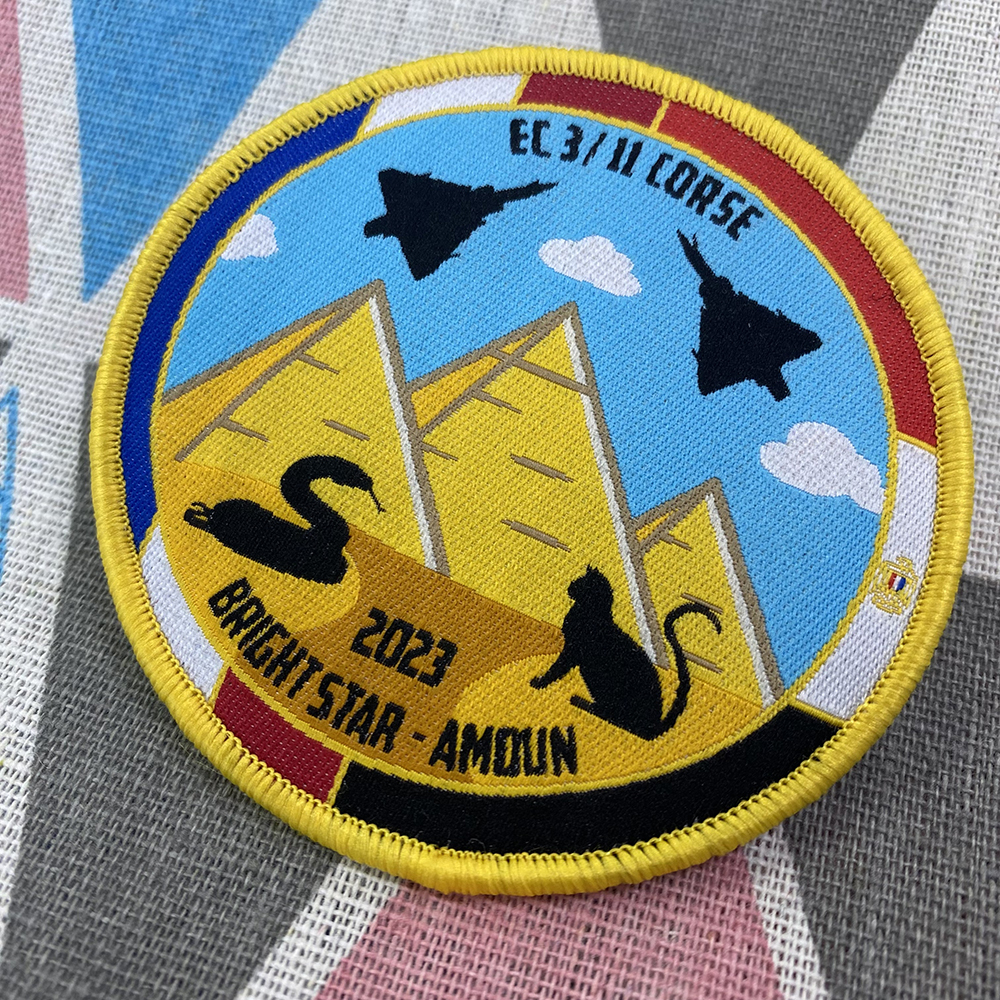 EC 3/11 CORSE
2023
BRIGHT STAR - AMOUN